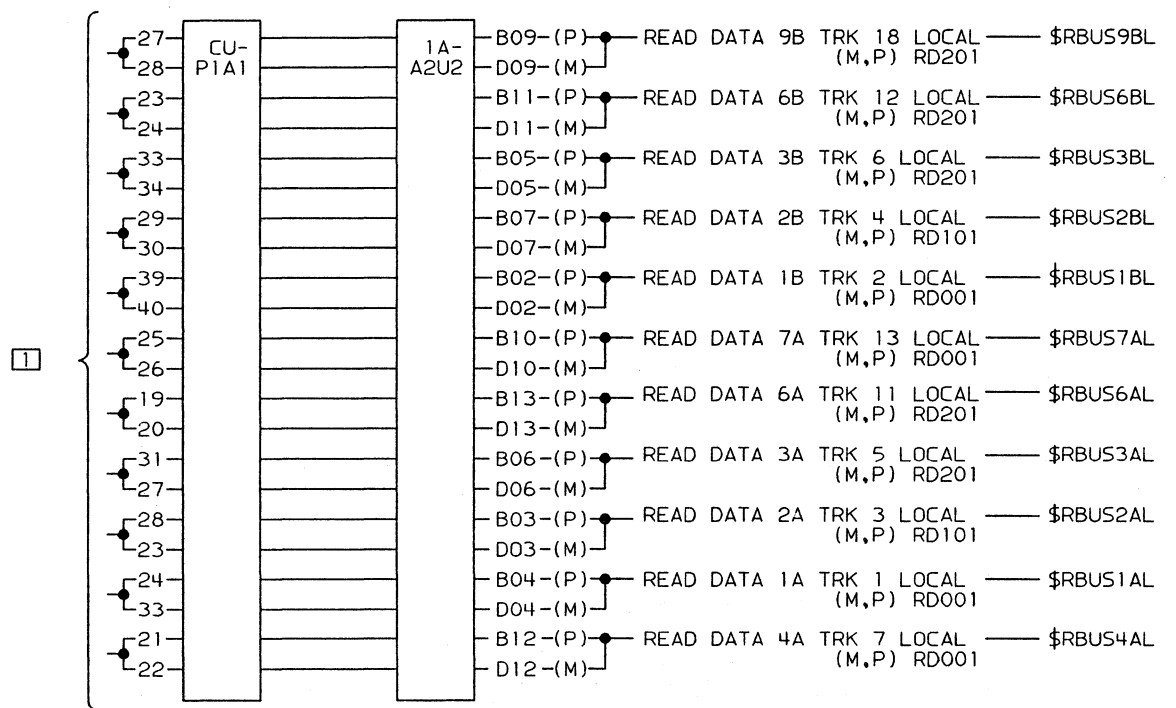 27 CU- 1A- B09-(P) READ DATA 9B TRK 18 LOCAL $RBUS9BL
28 P1A1 A2U2 D09-(M) (M,P) RD201
23 B11-(P) READ DATA 6B TRK 12 LOCAL $RBUS6BL
24 D11-(M) (M,P) RD201
33 B05-(P) READ DATA 3B TRK 6 LOCAL $RBUS3BL
34 D05-(M) (M,P) RD201
29 B07-(P) READ DATA 2B TRK 4 LOCAL $RBUS2BL
30 D07-(M) (M,P) RD101
39 B02-(P) READ DATA 1B TRK 2 LOCAL $RBUS1BL
40 D02-(M) (M,P) RD001
1 25 B10-(P) READ DATA 7A TRK 13 LOCAL $RBUS7AL
26 D10-(M) (M,P) RD001
19 B13-(P) READ DATA 6A TRK 11 LOCAL $RBUS6AL
20 D13-(M) (M,P) RD201
31 B06-(P) READ DATA 3A TRK 5 LOCAL $RBUS3AL
27 D06-(M) (M,P) RD201
28 B03-(P) READ DATA 2A TRK 3 LOCAL $RBUS2AL
23 D03-(M) (M,P) RD101
24 B04-(P) READ DATA 1A TRK 1 LOCAL $RBUS1AL
33 D04-(M) (M,P) RD001
21 B12-(P) READ DATA 4A TRK 7 LOCAL $RBUS4AL
22 D12-(M) (M,P) RD001